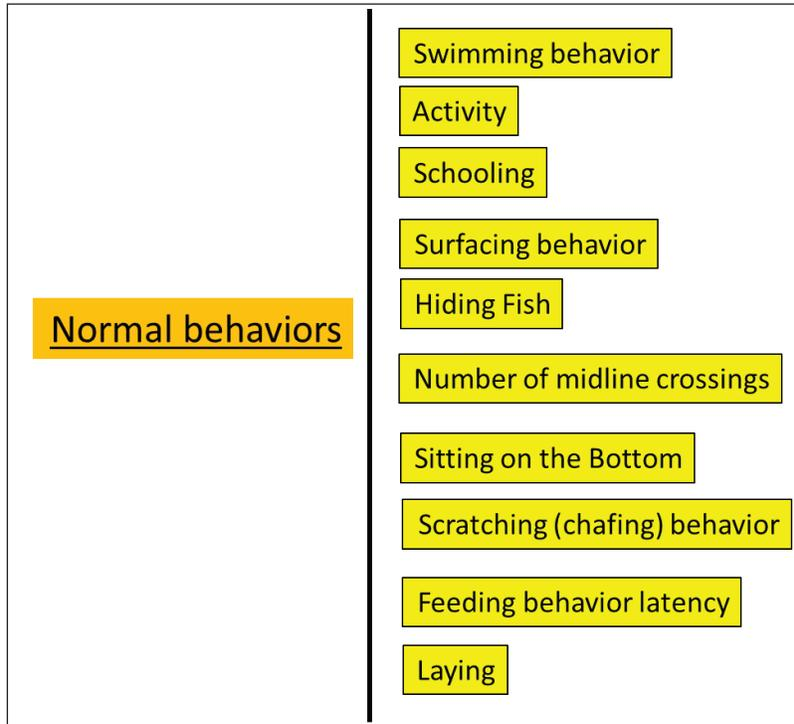 Normal behaviors
Swimming behavior
Activity
Schooling
Surfacing behavior
Hiding Fish
Number of midline crossings
Sitting on the Bottom
Scratching (chafing) behavior
Feeding behavior latency
Laying